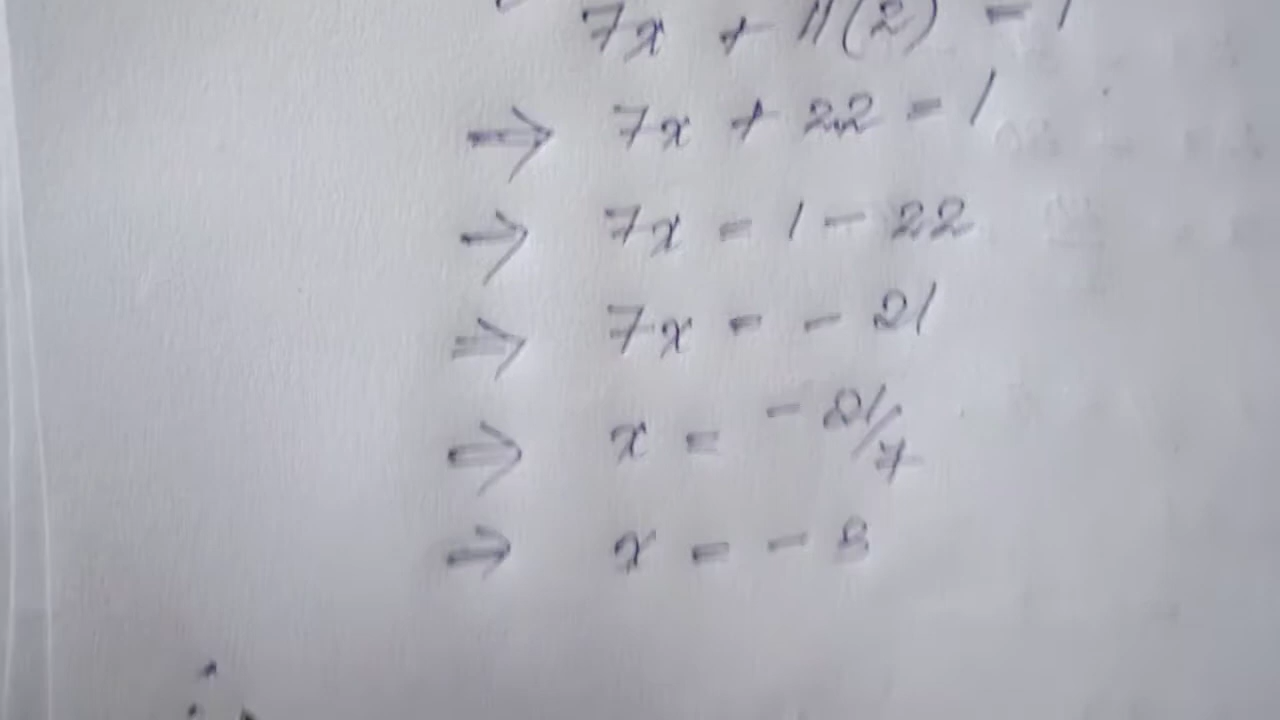 7x + 11(2) = 1
⇒ 7x + 22 = 1
⇒ 7x = 1 - 22
⇒ 7x = - 21
⇒ x = - 21/7
⇒ x = - 3